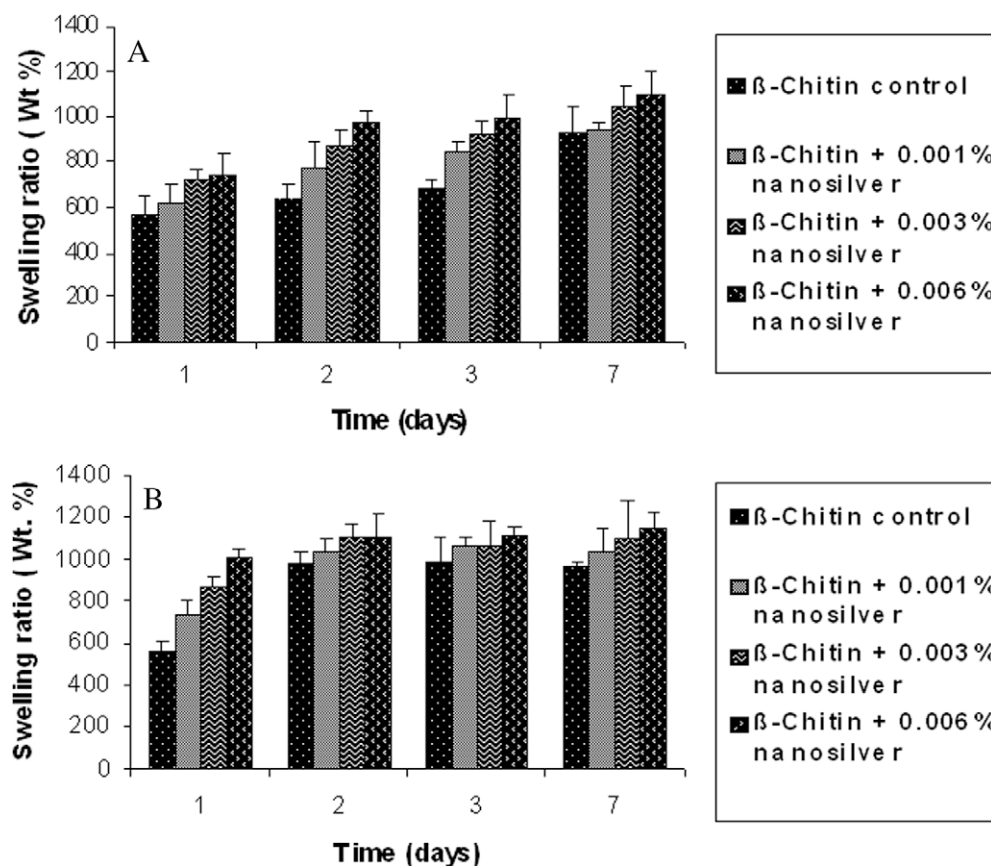 A
Swelling ratio ( Wt %)
1400
1200
1000
800
600
400
200
0
1 2 3 7
Time (days)
ß-Chitin control
ß-Chitin + 0.001%
nanosilver
ß-Chitin + 0.003%
nanosilver
ß-Chitin + 0.006%
nanosilver
B
Swelling ratio ( Wt. %)
1400
1200
1000
800
600
400
200
0
1 2 3 7
Time (days)
ß-Chitin control
ß-Chitin + 0.001%
nanosilver
ß-Chitin + 0.003%
nanosilver
ß-Chitin + 0.006%
nanosilver